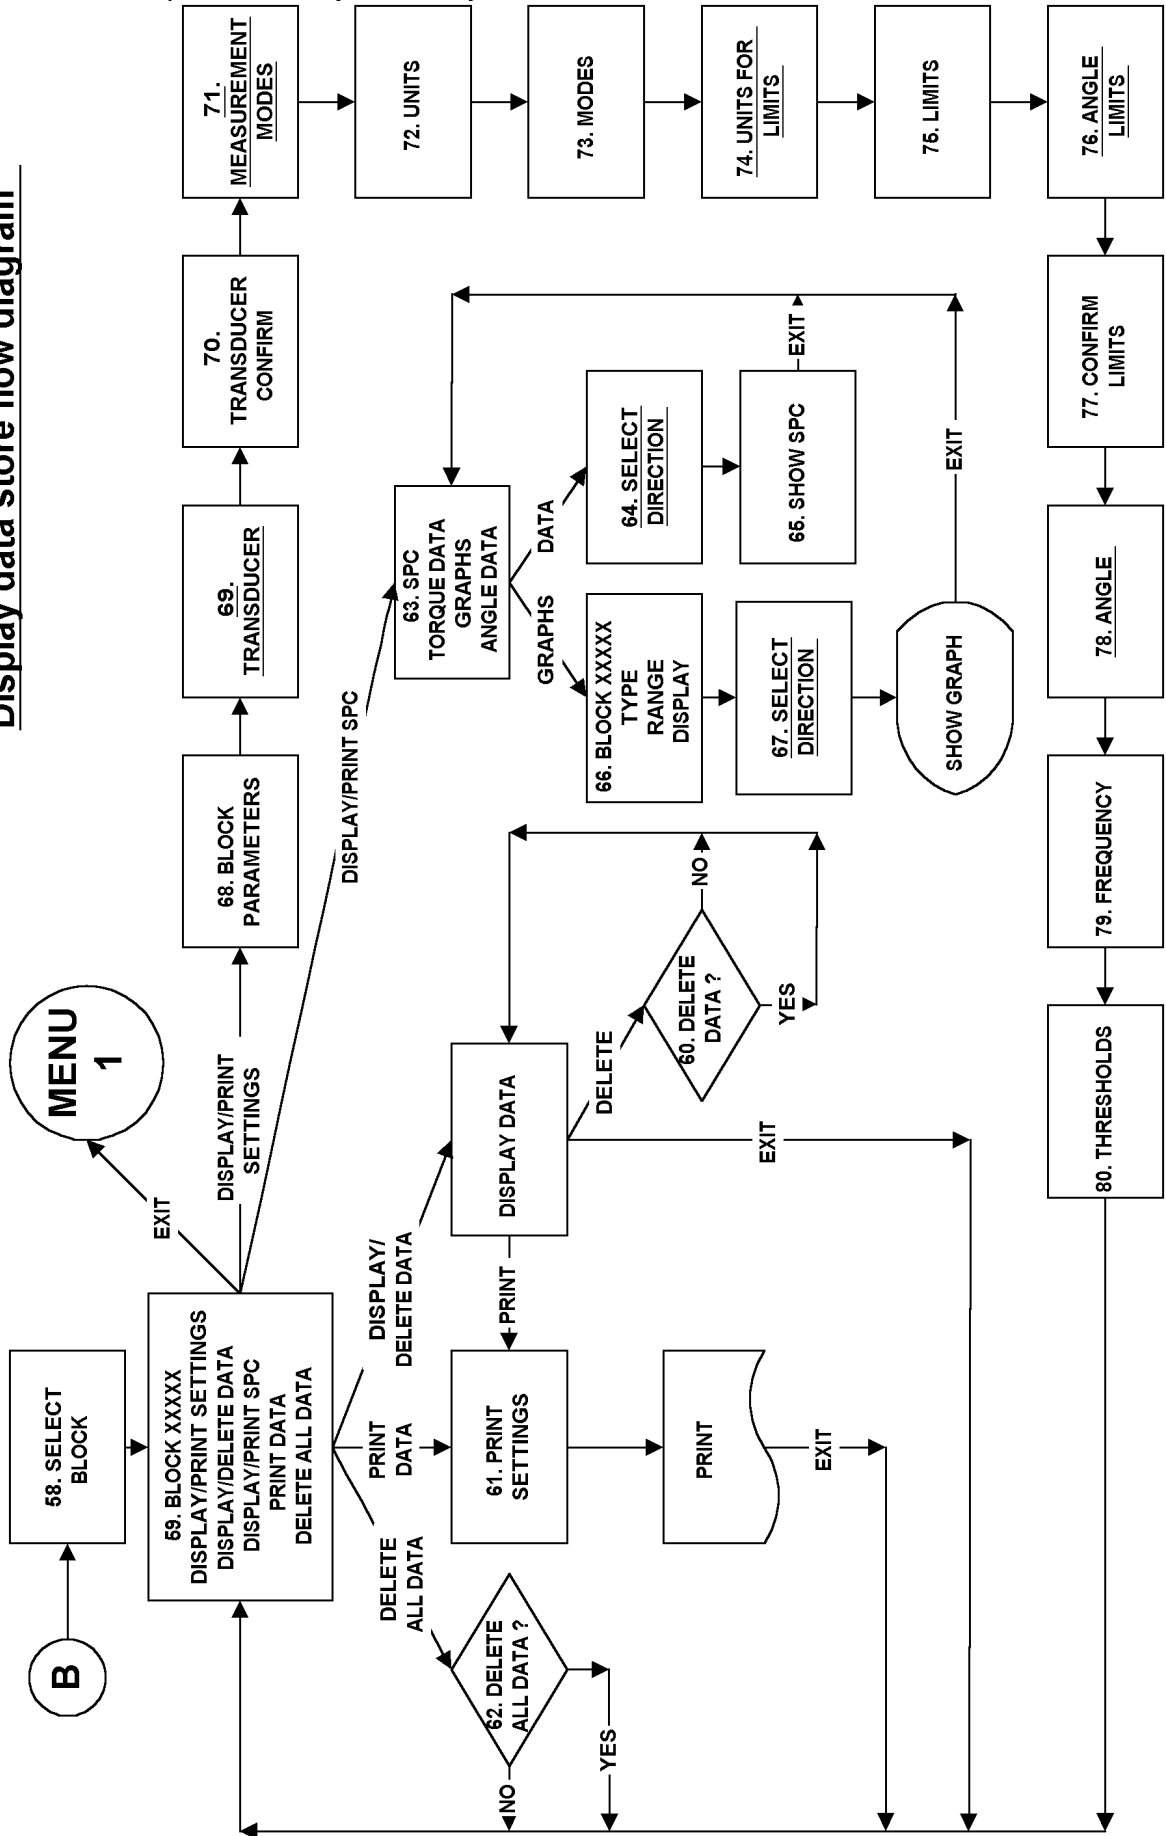 Display data store flow diagram
B
58. SELECT
BLOCK
59. BLOCK XXXXX
DISPLAY/PRINT SETTINGS
DISPLAY/DELETE DATA
DISPLAY/PRINT SPC
PRINT DATA
DELETE ALL DATA
EXIT
MENU
1
DISPLAY/PRINT
SETTINGS
68. BLOCK
PARAMETERS
69.
TRANSDUCER
70.
TRANSDUCER
CONFIRM
71.
MEASUREMENT
MODES
72. UNITS
73. MODES
74. UNITS FOR
LIMITS
75. LIMITS
76. ANGLE
LIMITS
77. CONFIRM
LIMITS
78. ANGLE
79. FREQUENCY
80. THRESHOLDS
DISPLAY/PRINT SPC
63. SPC
TORQUE DATA
GRAPHS
ANGLE DATA
DATA
64. SELECT
DIRECTION
65. SHOW SPC
EXIT
GRAPHS
66. BLOCK XXXXX
TYPE
RANGE
DISPLAY
67. SELECT
DIRECTION
SHOW GRAPH
EXIT
DISPLAY/
DELETE DATA
DISPLAY DATA
DELETE
60. DELETE
DATA ?
NO
YES
EXIT
PRINT
PRINT
DATA
61. PRINT
SETTINGS
PRINT
EXIT
DELETE
ALL DATA
62. DELETE
ALL DATA ?
NO
YES